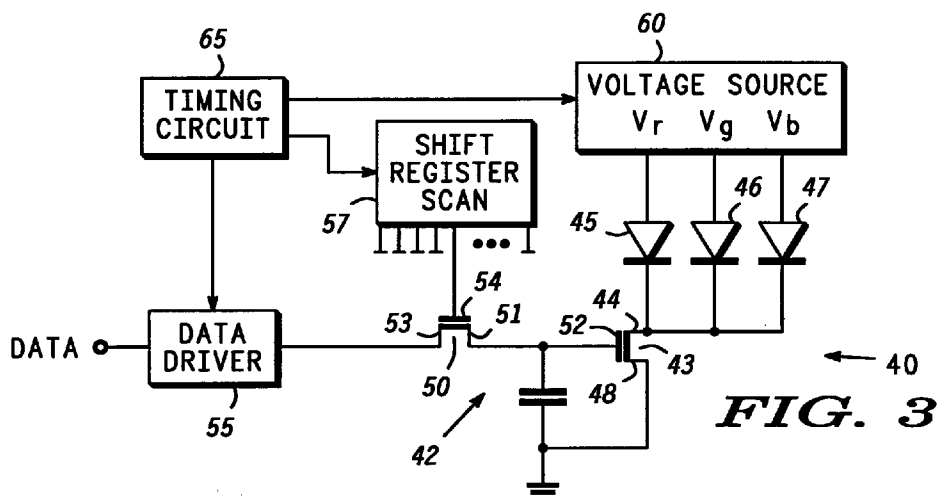 65
TIMING
CIRCUIT
60
VOLTAGE SOURCE
Vr Vg Vb
SHIFT
REGISTER
SCAN
57
45
46
47
54
53
51
50
52
44
43
48
DATA
DATA
DRIVER
55
42
40
FIG. 3